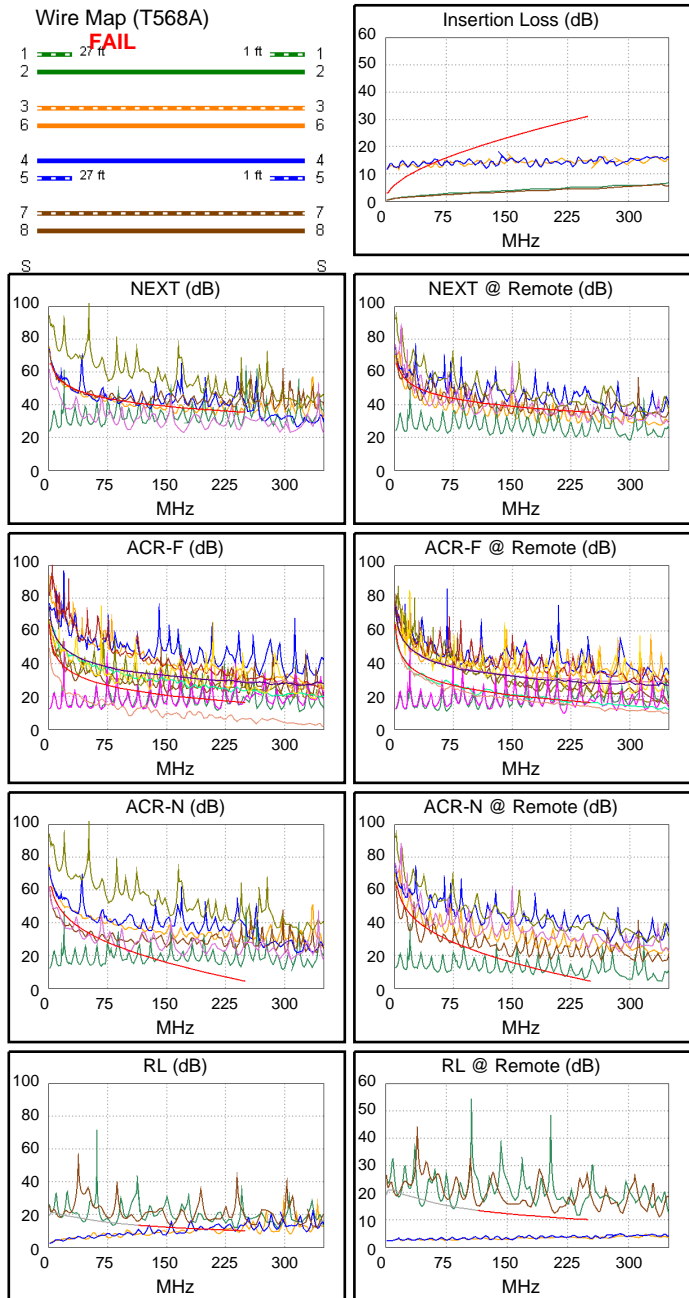 Wire Map (T568A)
FAIL
1 27 ft 1 ft 1
2 2
3 3
6 6
4 4
5 27 ft 1 ft 5
7 7
8 8
S S
Insertion Loss (dB)
60
50
40
30
20
10
0
0 75 150 225 300
MHz
NEXT (dB)
100
80
60
40
20
0
0 75 150 225 300
MHz
NEXT @ Remote (dB)
100
80
60
40
20
0
0 75 150 225 300
MHz
ACR-F (dB)
100
80
60
40
20
0
0 75 150 225 300
MHz
ACR-F @ Remote (dB)
100
80
60
40
20
0
0 75 150 225 300
MHz
ACR-N (dB)
100
80
60
40
20
0
0 75 150 225 300
MHz
ACR-N @ Remote (dB)
100
80
60
40
20
0
0 75 150 225 300
MHz
RL (dB)
100
80
60
40
20
0
0 75 150 225 300
MHz
RL @ Remote (dB)
60
50
40
30
20
10
0
0 75 150 225 300
MHz